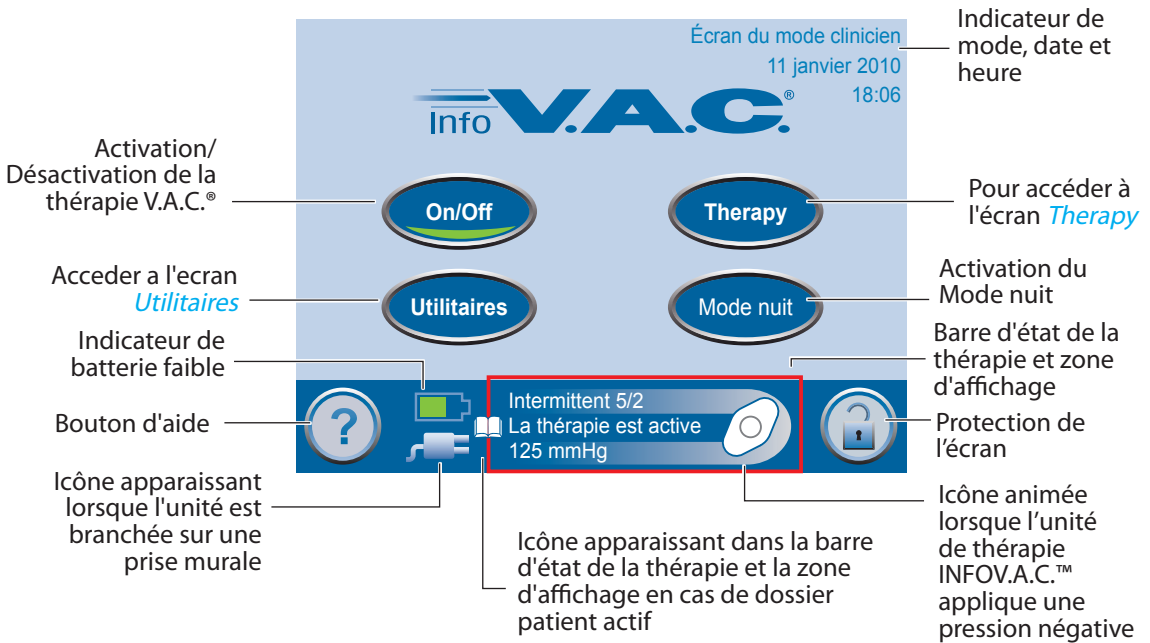 Écran du mode clinicien
11 janvier 2010
18:06
Indicateur de
mode, date et
heure
Info V.A.C.®
Activation/
Désactivation de la
thérapie V.A.C.®
On/Off
Therapy
Pour accéder à
l'écran Therapy
Acceder a l'ecran
Utilitaires
Utilitaires
Mode nuit
Activation du
Mode nuit
Indicateur de
batterie faible
Barre d'état de la
thérapie et zone
d'affichage
Bouton d'aide
?
Intermittent 5/2
La thérapie est active
125 mmHg
Protection de
l’écran
Icône apparaissant
lorsque l'unité est
branchée sur une
prise murale
Icône apparaissant dans la barre
d'état de la thérapie et la zone
d'affichage en cas de dossier
patient actif
Icône animée
lorsque l’unité
de thérapie
INFOV.A.C.™
applique une
pression négative